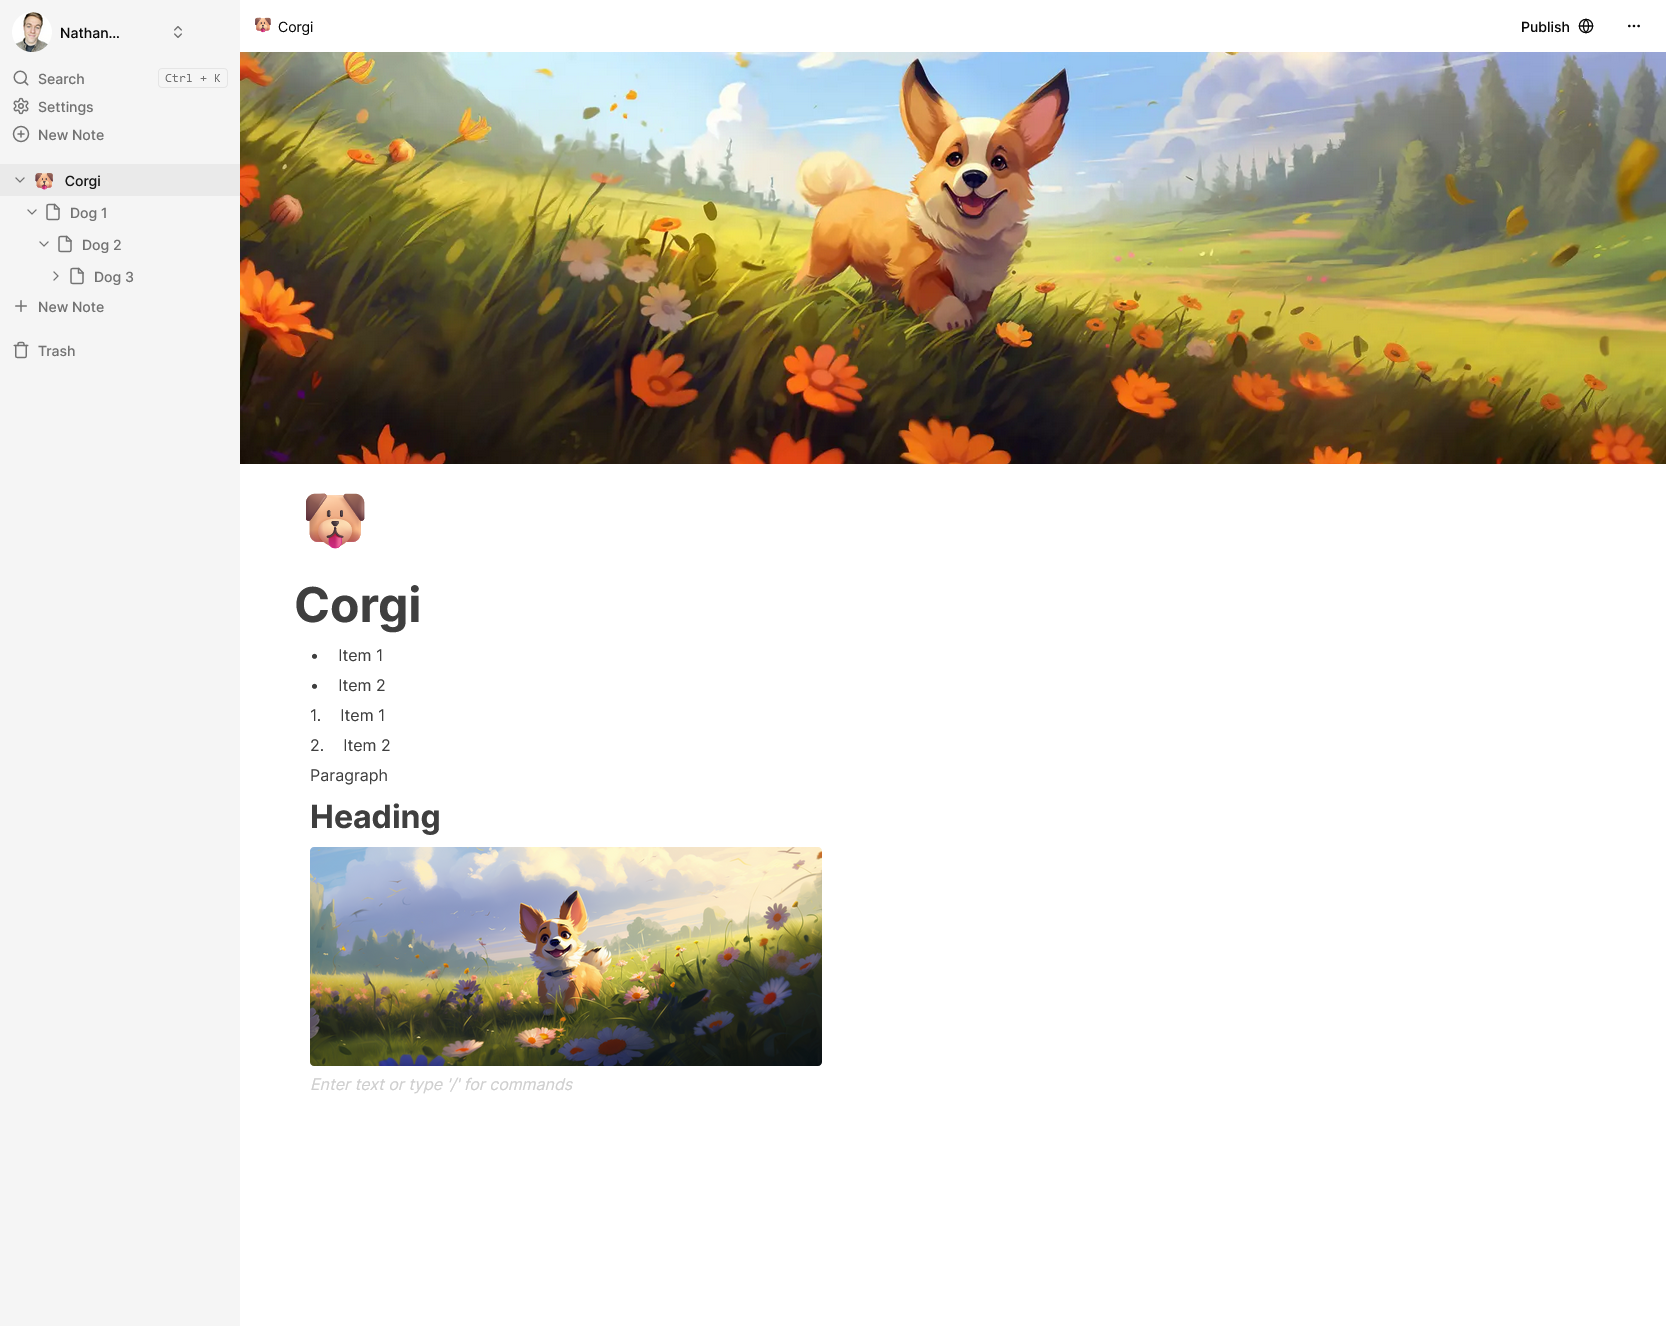 Nathan...
Search
Ctrl + K
Settings
New Note
Corgi
Dog 1
Dog 2
Dog 3
New Note
Trash
Corgi
Publish
Corgi
• Item 1
• Item 2
1. Item 1
2. Item 2
Paragraph
Heading
Enter text or type '/' for commands